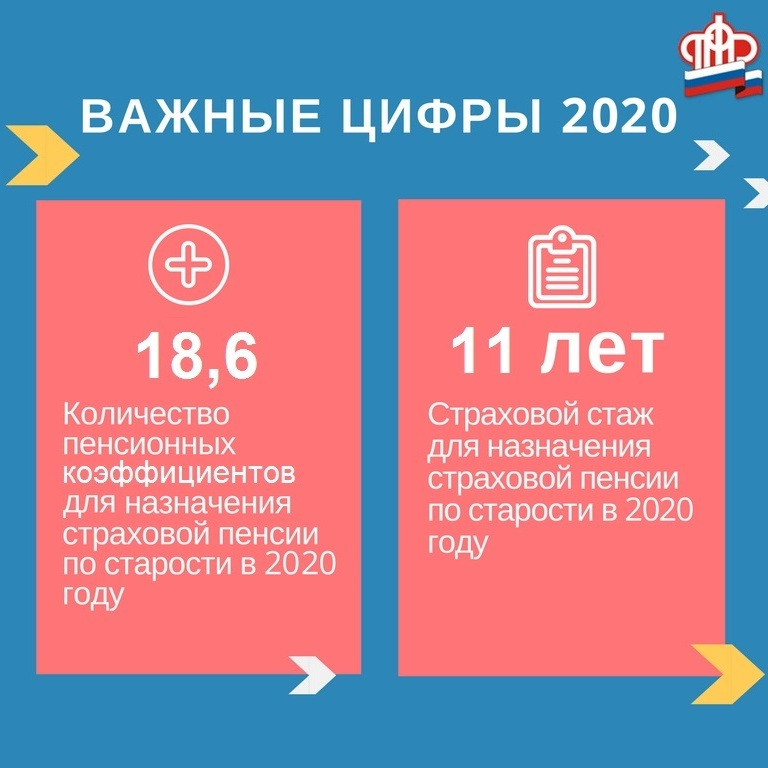 ВАЖНЫЕ ЦИФРЫ 2020
18,6
Количество
пенсионных
коэффициентов
для назначения
страховой пенсии
по старости в 2020
году
11 лет
Страховой стаж
для назначения
страховой пенсии
по старости в 2020
году